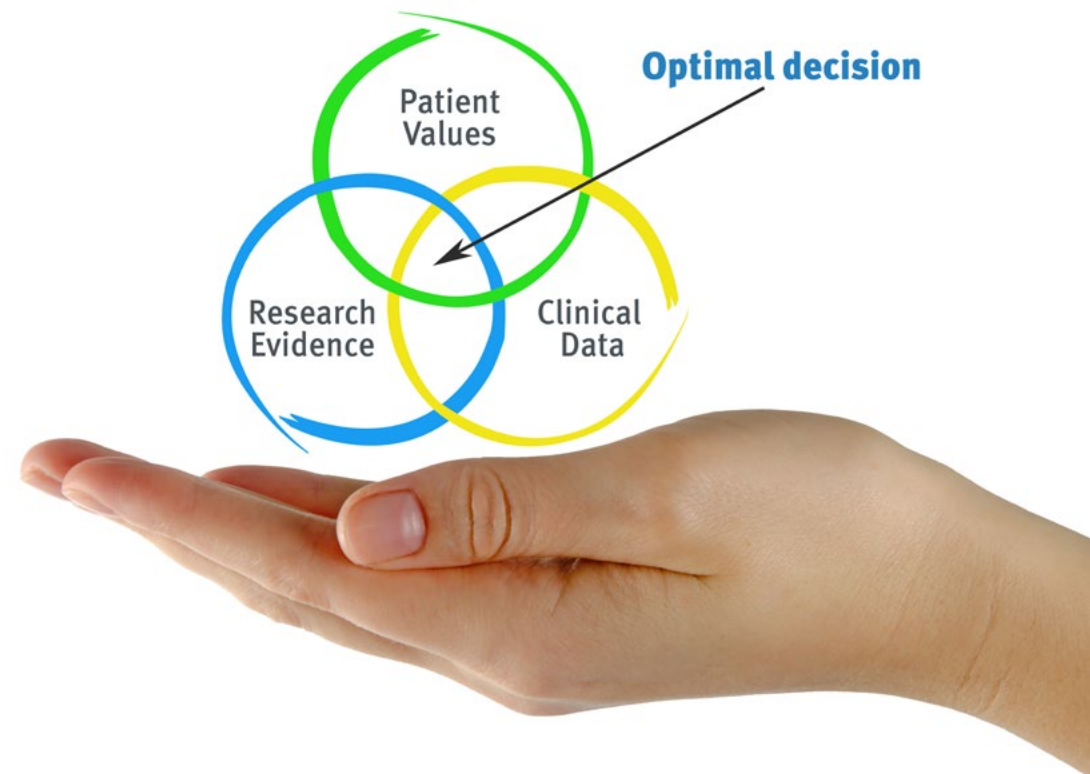 Optimal decision
Patient
Values
Research
Evidence
Clinical
Data